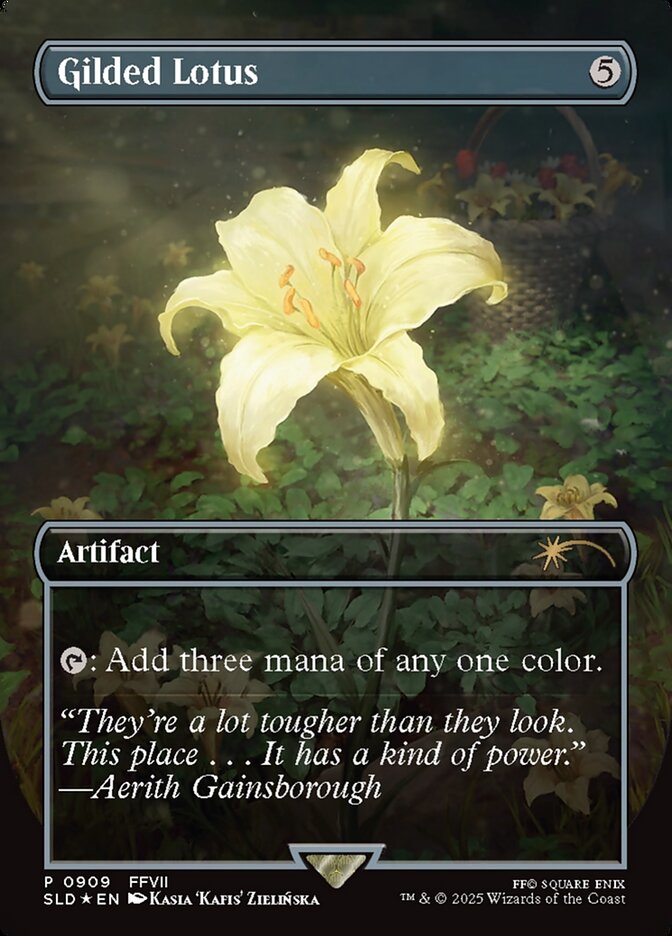 Gilded Lotus 5
Artifact
: Add three mana of any one color.
“They’re a lot tougher than they look.
This place . . . It has a kind of power.”
—Aerith Gainsborough
P 0909 FFVII
SLD ★ EN Kasia ‘Kafis’ Zielińska
FF© SQUARE ENIX
™ & © 2025 Wizards of the Coast